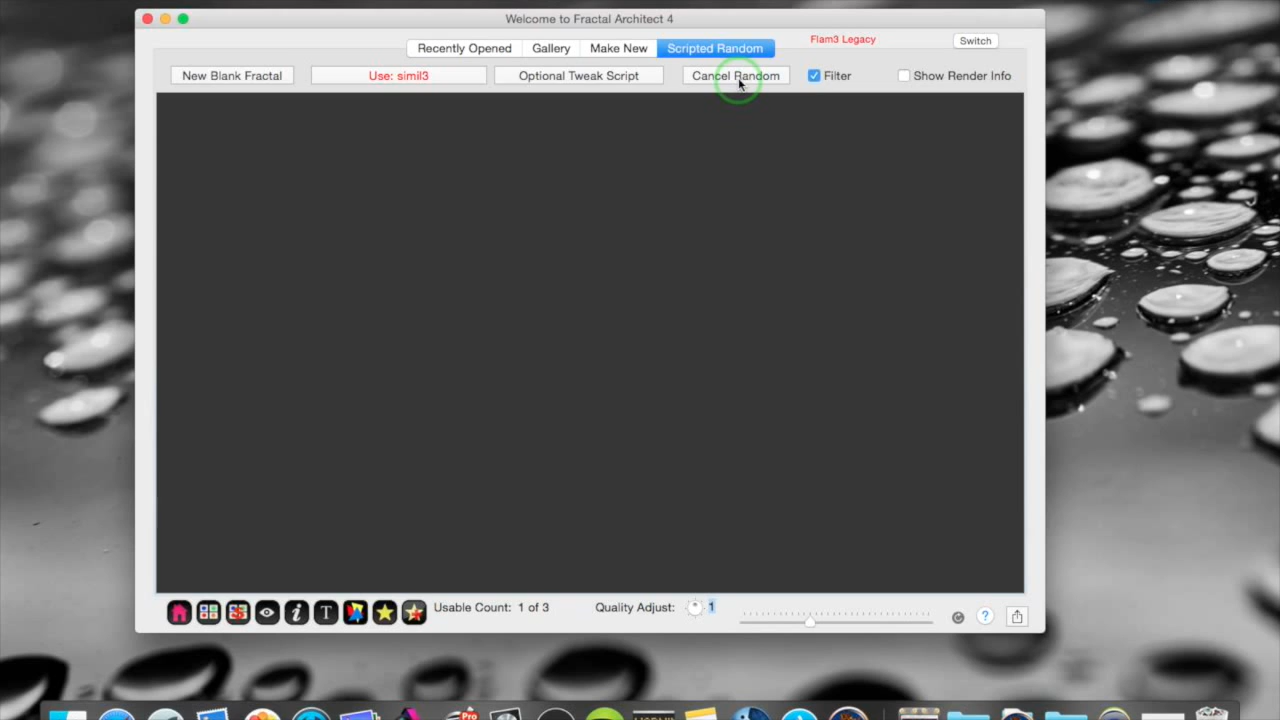 Welcome to Fractal Architect 4
Recently Opened Gallery Make New Scripted Random Flam3 Legacy Switch
New Blank Fractal Use: simil3 Optional Tweak Script Cancel Random Filter Show Render Info
i T Usable Count: 1 of 3 Quality Adjust: 1 ?
Pro